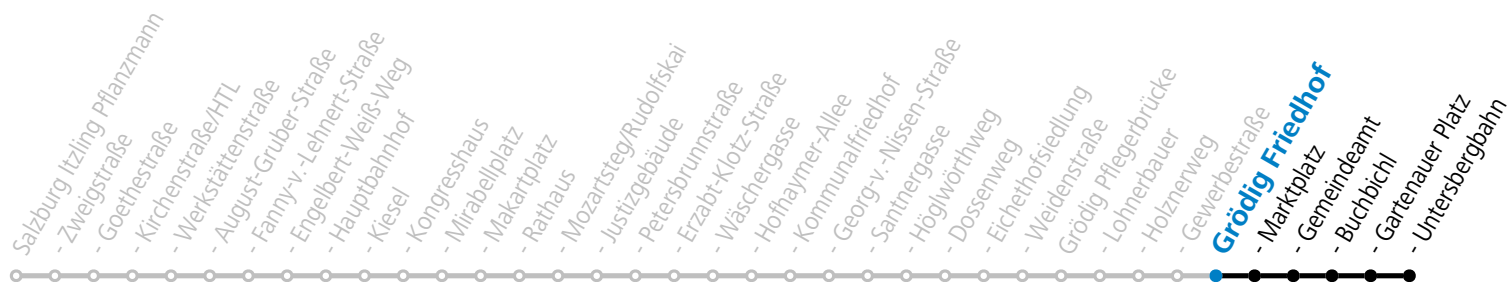 Salzburg Itzling Pflanzmann
- Zweigstraße
- Goethestraße
- Kirchenstraße/HTL
- Werkstättenstraße
- August-Gruber-Straße
- Fanny-v.-Lehnert-Straße
- Engelbert-Weiß-Weg
- Hauptbahnhof
- Kiesel
- Kongresshaus
- Mirabellplatz
- Makartplatz
- Rathaus
- Mozartsteg/Rudolfskai
- Justizgebäude
- Petersbrunnstraße
- Erzabt-Klotz-Straße
- Wäschergasse
- Hofhaymer-Allee
- Kommunalfriedhof
- Georg-v.-Nissen-Straße
- Santnergasse
- Höglwörthweg
- Dossenweg
- Eichethofsiedlung
- Weidenstraße
Grödig Pflegerbrücke
- Lohnerbauer
- Holznerweg
- Gewerbestraße
Grödig Friedhof
- Marktplatz
- Gemeindeamt
- Buchbichl
- Gartenauer Platz
- Untersbergbahn